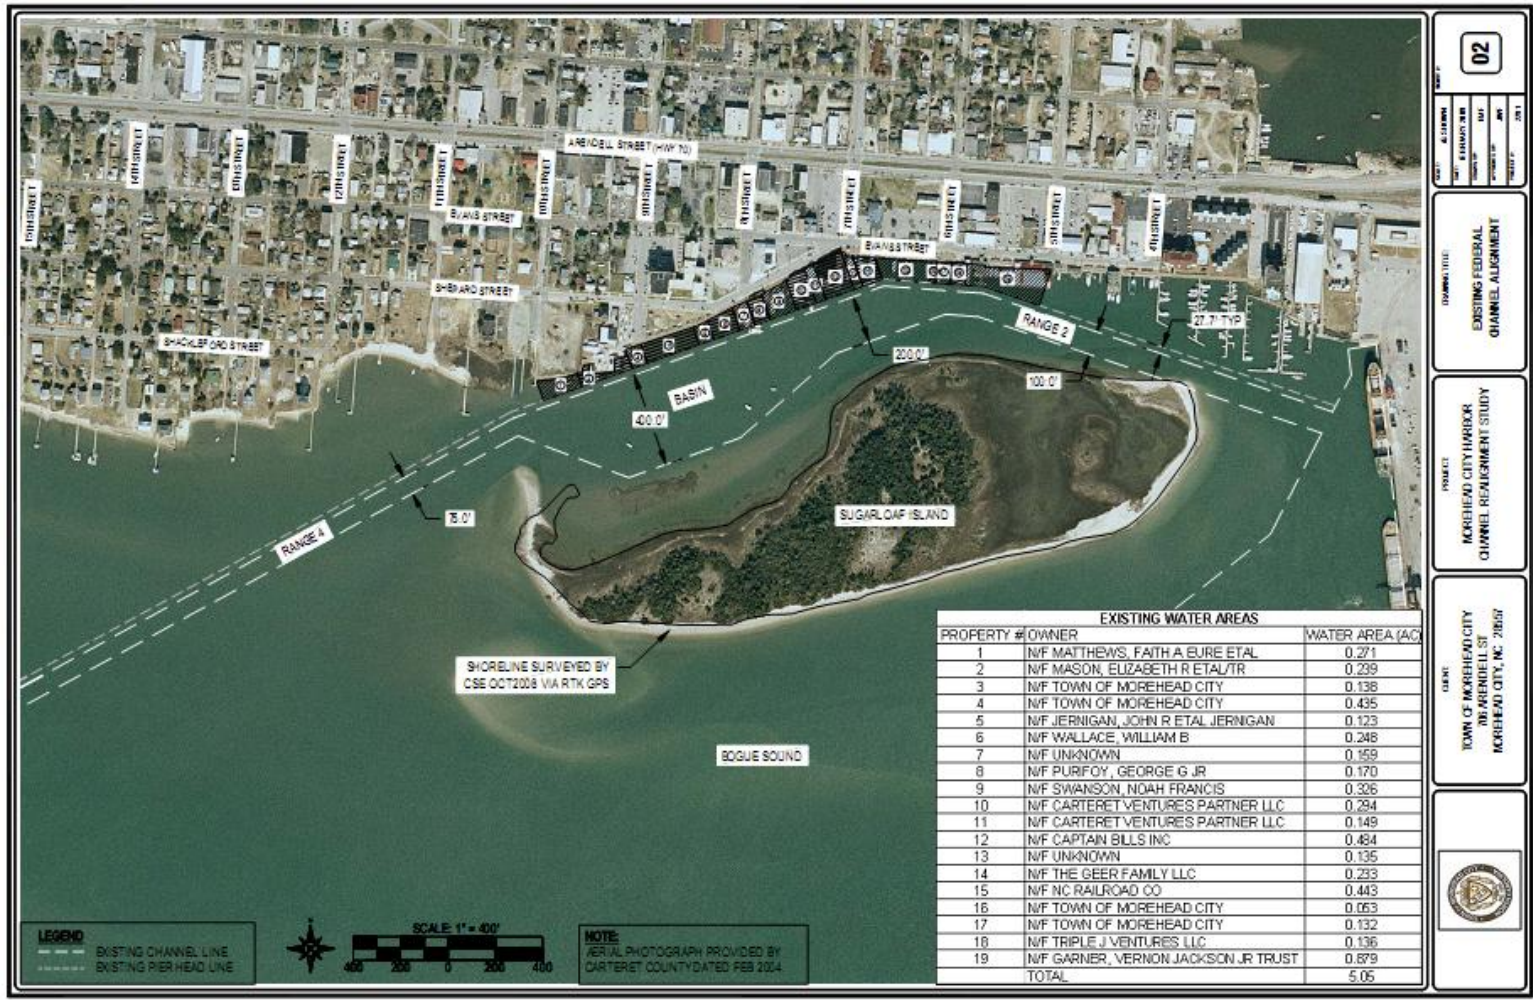 15TH STREET
14TH STREET
13TH STREET
12TH STREET
11TH STREET
10TH STREET
9TH STREET
8TH STREET
7TH STREET
6TH STREET
5TH STREET
4TH STREET
ARENDELL STREET (HWY 70)
EVANS STREET
EVANS STREET
SHEPARD STREET
SHACKLEFORD STREET
RANGE 2
27.7' TYP
200.0'
100.0'
BASIN
400.0'
75.0'
RANGE 4
SUGARLOAF ISLAND
SHORELINE SURVEYED BY
CSE OCT2008 VIA RTK GPS
BOGUE SOUND
EXISTING WATER AREAS
PROPERTY # OWNER WATER AREA (AC)
1 N/F MATTHEWS, FAITH A EURE ETAL 0.271
2 N/F MASON, ELIZABETH R ETAL/TR 0.239
3 N/F TOWN OF MOREHEAD CITY 0.138
4 N/F TOWN OF MOREHEAD CITY 0.435
5 N/F JERNIGAN, JOHN R ETAL JERNIGAN 0.123
6 N/F WALLACE, WILLIAM B 0.248
7 N/F UNKNOWN 0.159
8 N/F PURIFOY, GEORGE G JR 0.170
9 N/F SWANSON, NOAH FRANCIS 0.326
10 N/F CARTERET VENTURES PARTNER LLC 0.294
11 N/F CARTERET VENTURES PARTNER LLC 0.149
12 N/F CAPTAIN BILLS INC 0.484
13 N/F UNKNOWN 0.135
14 N/F THE GEER FAMILY LLC 0.233
15 N/F NC RAILROAD CO 0.443
16 N/F TOWN OF MOREHEAD CITY 0.053
17 N/F TOWN OF MOREHEAD CITY 0.132
18 N/F TRIPLE J VENTURES LLC 0.136
19 N/F GARNER, VERNON JACKSON JR TRUST 0.879
TOTAL 5.05
LEGEND
EXISTING CHANNEL LINE
EXISTING PIER HEAD LINE
SCALE: 1" = 400'
400 200 0 200 400
NOTE:
AERIAL PHOTOGRAPH PROVIDED BY
CARTERET COUNTY DATED FEB 2004
02
DRAWING TITLE:
EXISTING FEDERAL
CHANNEL ALIGNMENT
PROJECT:
MOREHEAD CITY HARBOR
CHANNEL REALIGNMENT STUDY
CLIENT:
TOWN OF MOREHEAD CITY
706 ARENDELL ST
MOREHEAD CITY, NC 28557